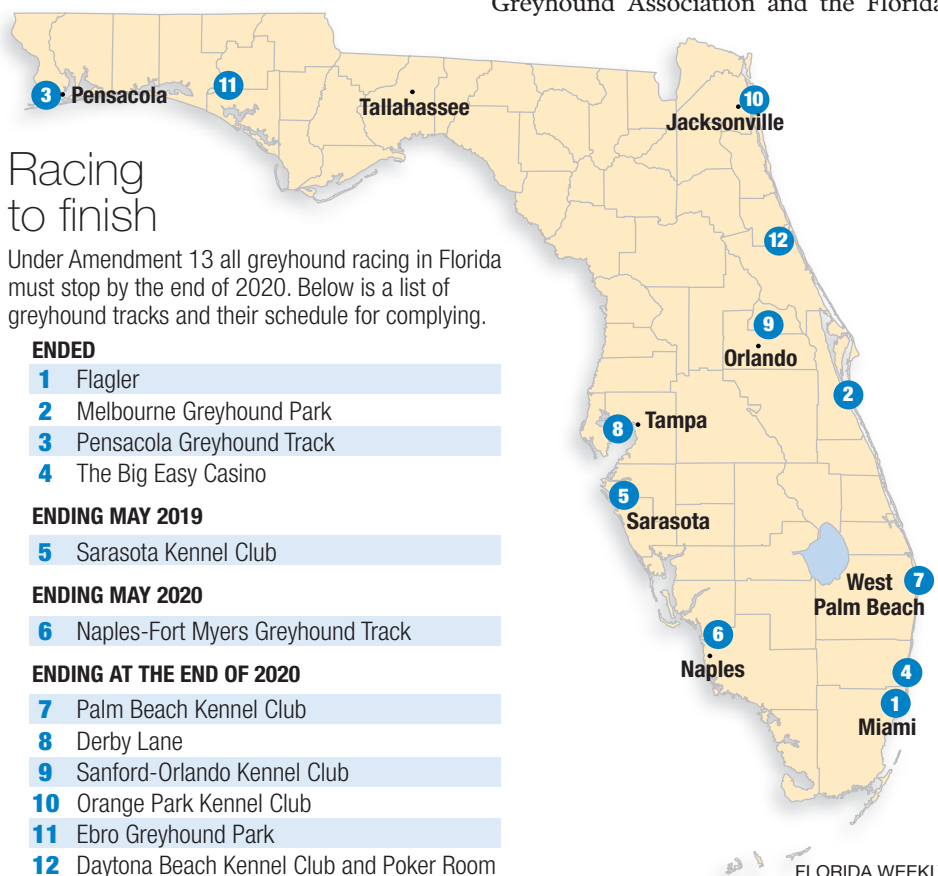 Greyhound Association and the Florida
3 Pensacola
11
Tallahassee
10
Jacksonville
Racing
to finish
Under Amendment 13 all greyhound racing in Florida
must stop by the end of 2020. Below is a list of
greyhound tracks and their schedule for complying.
ENDED
1 Flagler
2 Melbourne Greyhound Park
3 Pensacola Greyhound Track
4 The Big Easy Casino
ENDING MAY 2019
5 Sarasota Kennel Club
ENDING MAY 2020
6 Naples-Fort Myers Greyhound Track
ENDING AT THE END OF 2020
7 Palm Beach Kennel Club
8 Derby Lane
9 Sanford-Orlando Kennel Club
10 Orange Park Kennel Club
11 Ebro Greyhound Park
12 Daytona Beach Kennel Club and Poker Room
12
9
Orlando
2
8 Tampa
5
Sarasota
West
Palm Beach
7
6
Naples
4
1
Miami
FLORIDA